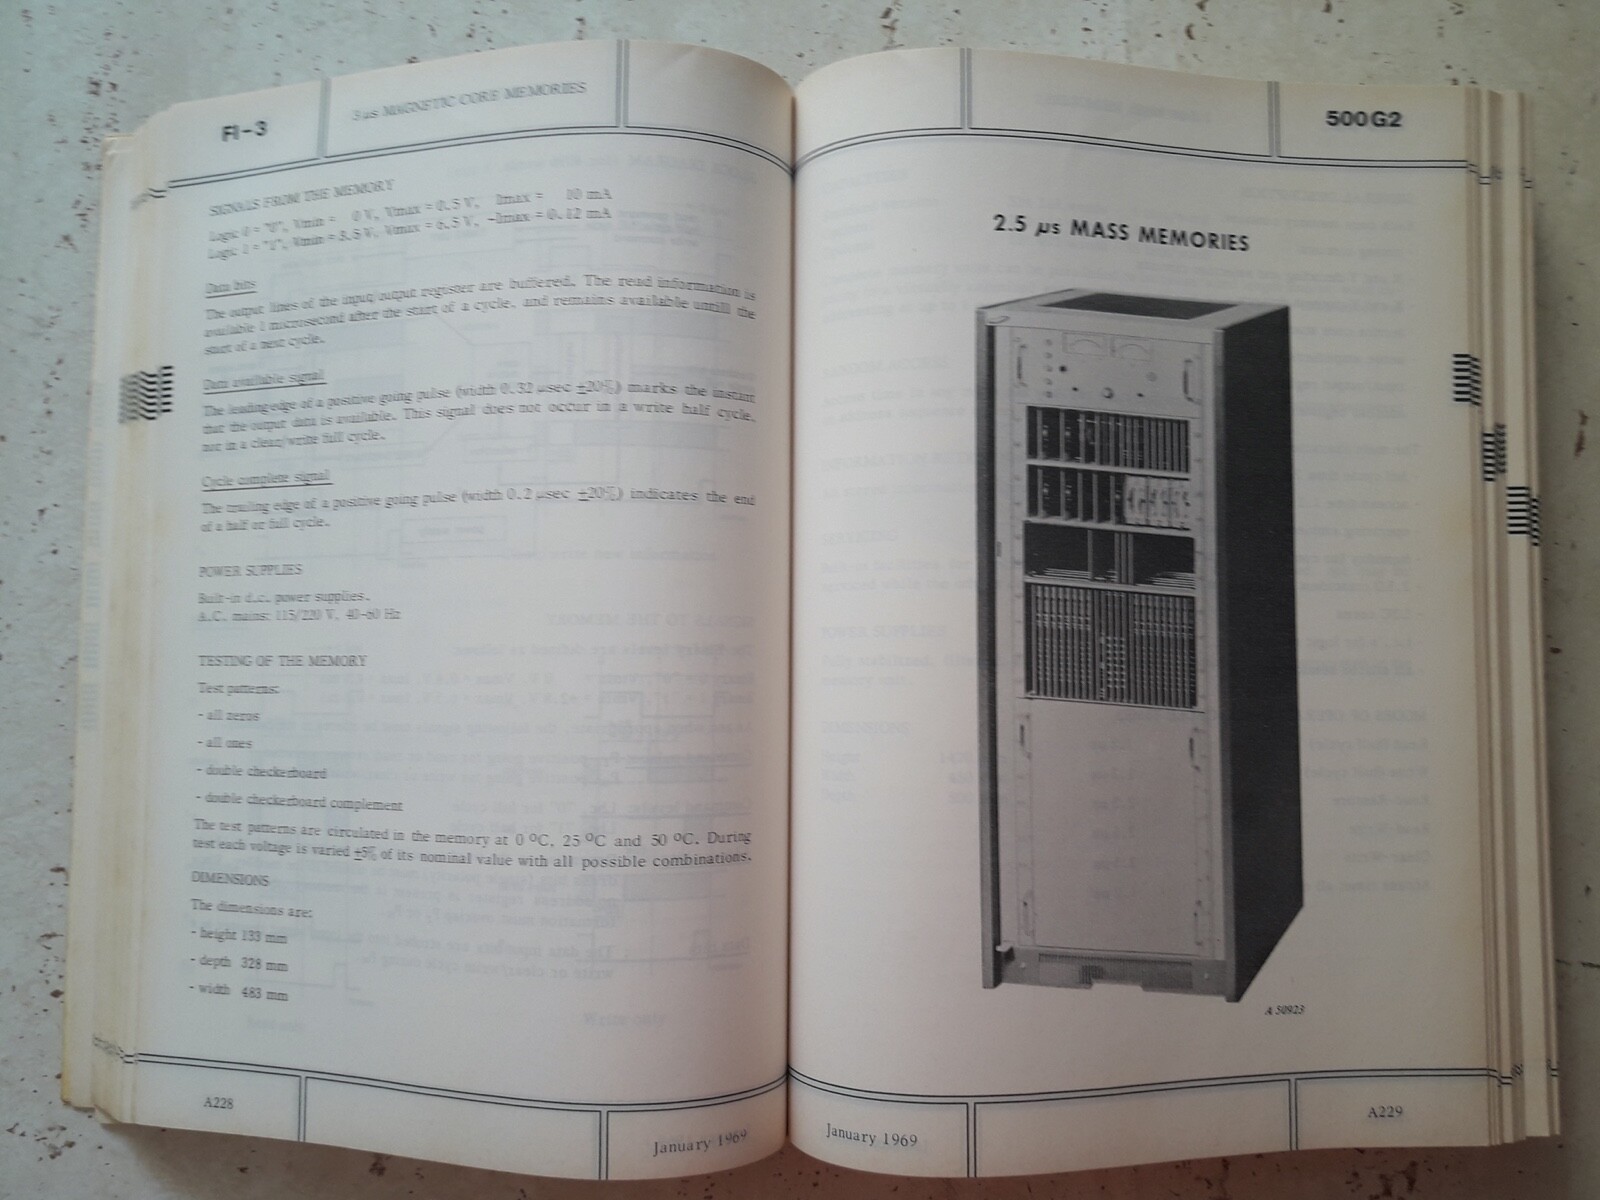 FI-3
3 µs MAGNETIC CORE MEMORIES
SIGNALS FROM THE MEMORY
Logic 0 = "0", Vmin = 0 V, Vmax = 0.5 V, Imax = 10 mA
Logic 1 = "1", Vmin = 3.5 V, Vmax = 6.5 V, -Imax = 0.12 mA
Data bits
The output lines of the input/output register are buffered. The read information is
available 1 microsecond after the start of a cycle, and remains available untill the
start of a next cycle.
Data available signal
The leading edge of a positive going pulse (width 0.32 µsec ±20%) marks the instant
that the output data is available. This signal does not occur in a write half cycle,
nor in a clear/write full cycle.
Cycle complete signal
The trailing edge of a positive going pulse (width 0.2 µsec ±20%) indicates the end
of a half or full cycle.
POWER SUPPLIES
Built-in d.c. power supplies.
A.C. mains: 115/220 V, 40-60 Hz
TESTING OF THE MEMORY
Test patterns:
- all zeros
- all ones
- double checkerboard
- double checkerboard complement
The test patterns are circulated in the memory at 0 °C, 25 °C and 50 °C. During
test each voltage is varied ±5% of its nominal value with all possible combinations.
DIMENSIONS
The dimensions are:
- height 133 mm
- depth 328 mm
- width 483 mm
A228
January 1969
500G2
2.5 µs MASS MEMORIES
A 50923
January 1969
A229